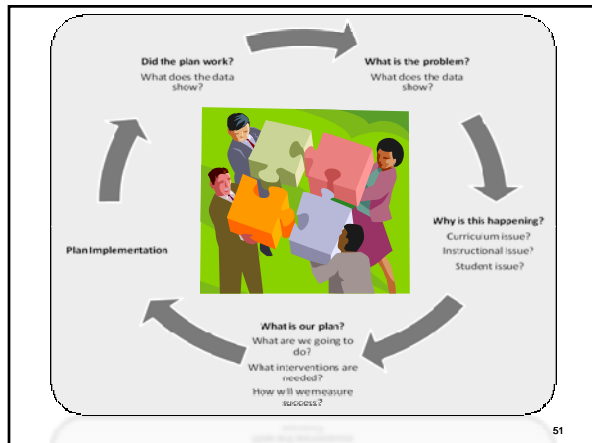 Did the plan work?
What does the data
show?
What is the problem?
What does the data
show?
Why is this happening?
Curriculum issue?
Instructional issue?
Student issue?
What is our plan?
What are we going to
do?
What interventions are
needed?
How will we measure
success?
Plan Implementation
51